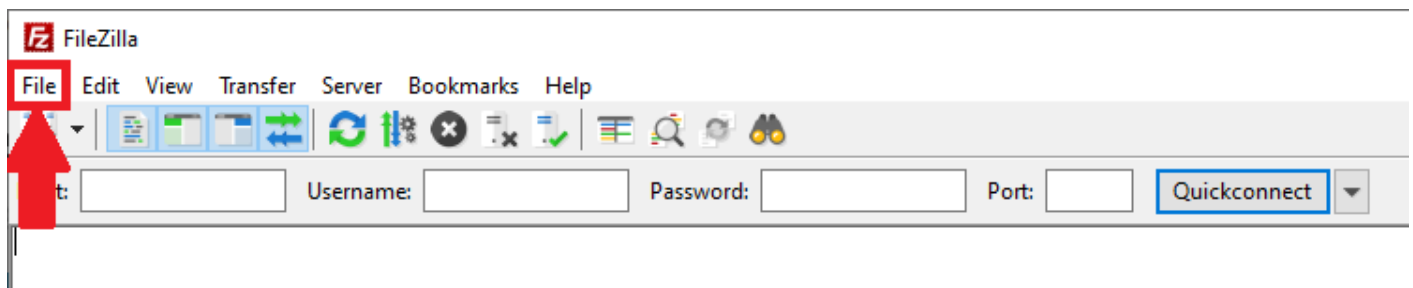 FileZilla
File Edit View Transfer Server Bookmarks Help
t: Username: Password: Port: Quickconnect